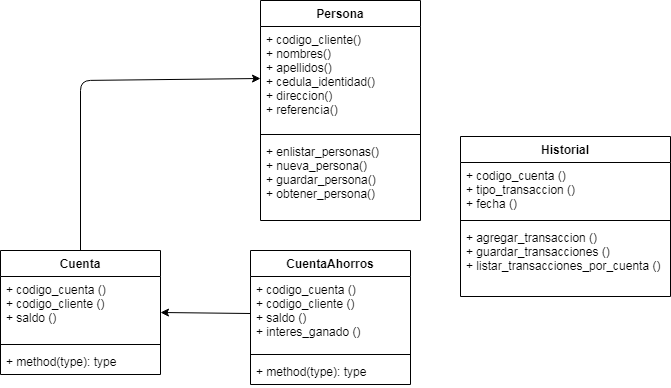 Persona
+ codigo_cliente()
+ nombres()
+ apellidos()
+ cedula_identidad()
+ direccion()
+ referencia()
+ enlistar_personas()
+ nueva_persona()
+ guardar_persona()
+ obtener_persona()
Historial
+ codigo_cuenta ()
+ tipo_transaccion ()
+ fecha ()
+ agregar_transaccion ()
+ guardar_transacciones ()
+ listar_transacciones_por_cuenta ()
Cuenta
+ codigo_cuenta ()
+ codigo_cliente ()
+ saldo ()
+ method(type): type
CuentaAhorros
+ codigo_cuenta ()
+ codigo_cliente ()
+ saldo ()
+ interes_ganado ()
+ method(type): type